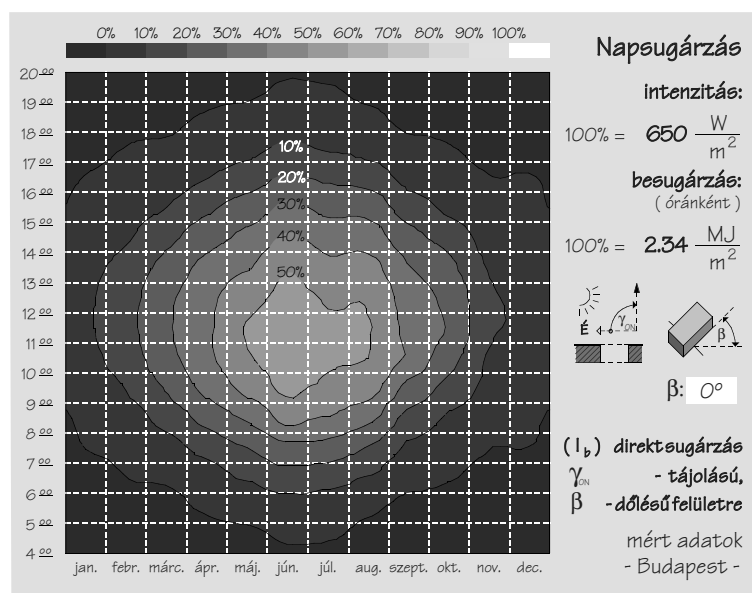 0% 10% 20% 30% 40% 50% 60% 70% 80% 90% 100%
Napsugárzás
intenzitás:
100% = 650 W/m²
besugárzás:
( óránként )
100% = 2.34 MJ/m²
20 00
19 00
18 00
17 00
16 00
15 00
14 00
13 00
12 00
11 00
10 00
9 00
8 00
7 00
6 00
5 00
4 00
10%
20%
30%
40%
50%
jan. febr. márc. ápr. máj. jún. júl. aug. szept. okt. nov. dec.
É γON β
β: 0º
( I b ) direktsugárzás
γON - tájolású,
β - dőlésű felületre
mért adatok
- Budapest -